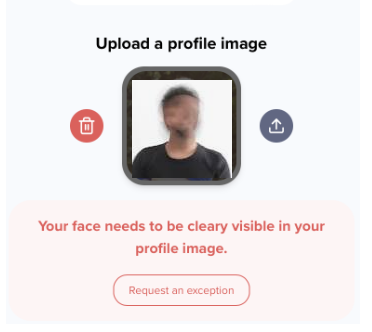 Upload a profile image
Your face needs to be cleary visible in your
profile image.
Request an exception